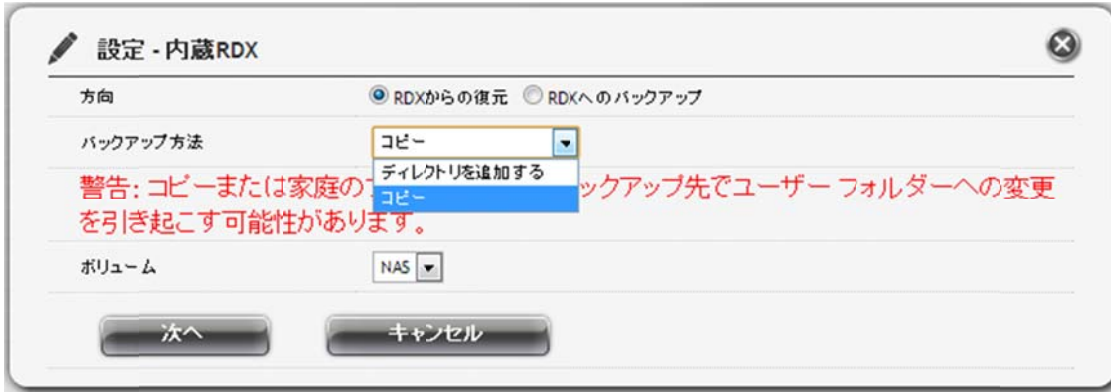 設定 - 内蔵RDX
方向
RDXからの復元 RDXへのバックアップ
バックアップ方法
コピー
ディレクトリを追加する
コピー
警告: コピーまたは家庭の ックアップ先でユーザー フォルダーへの変更
を引き起こす可能性があります。
ボリューム
NAS
次へ
キャンセル